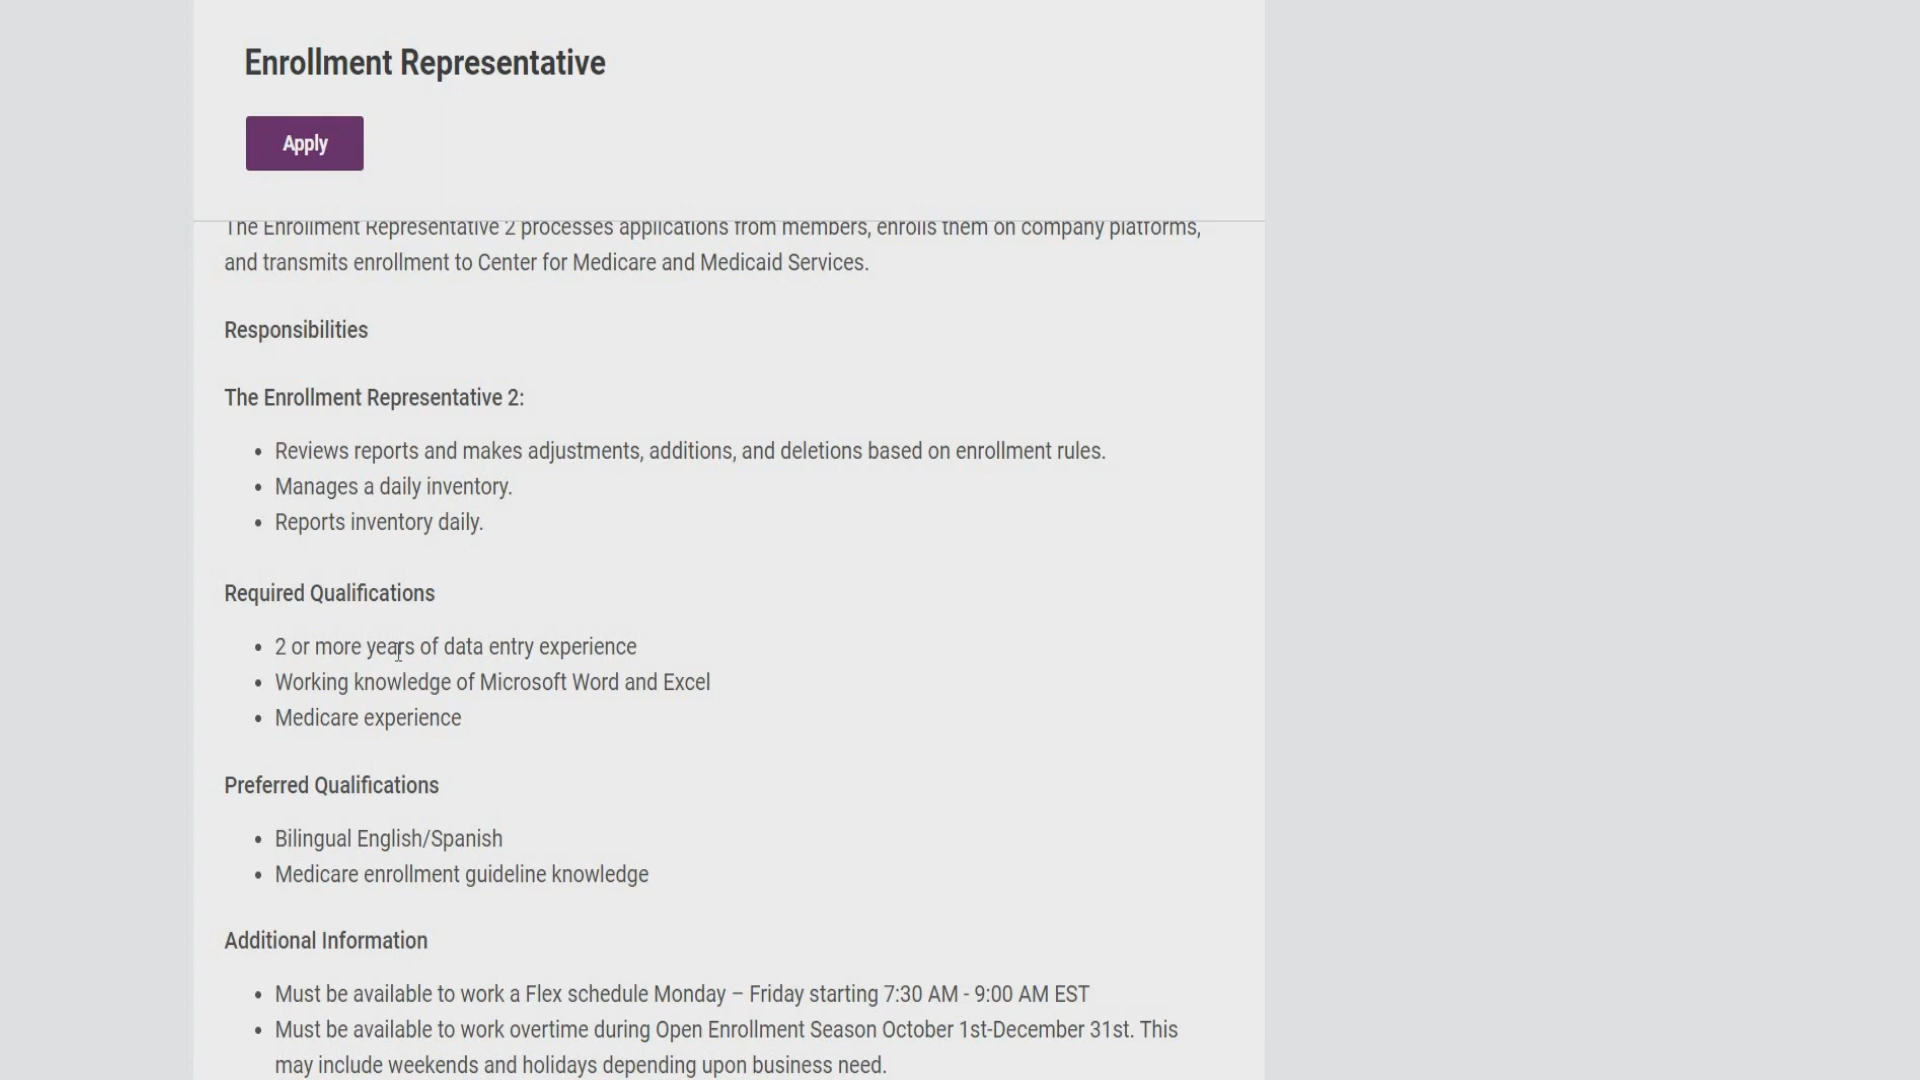 Enrollment Representative
Apply
The Enrollment Representative 2 processes applications from members, enrolls them on company platforms,
and transmits enrollment to Center for Medicare and Medicaid Services.
Responsibilities
The Enrollment Representative 2:
• Reviews reports and makes adjustments, additions, and deletions based on enrollment rules.
• Manages a daily inventory.
• Reports inventory daily.
Required Qualifications
• 2 or more years of data entry experience
• Working knowledge of Microsoft Word and Excel
• Medicare experience
Preferred Qualifications
• Bilingual English/Spanish
• Medicare enrollment guideline knowledge
Additional Information
• Must be available to work a Flex schedule Monday – Friday starting 7:30 AM - 9:00 AM EST
• Must be available to work overtime during Open Enrollment Season October 1st-December 31st. This
may include weekends and holidays depending upon business need.